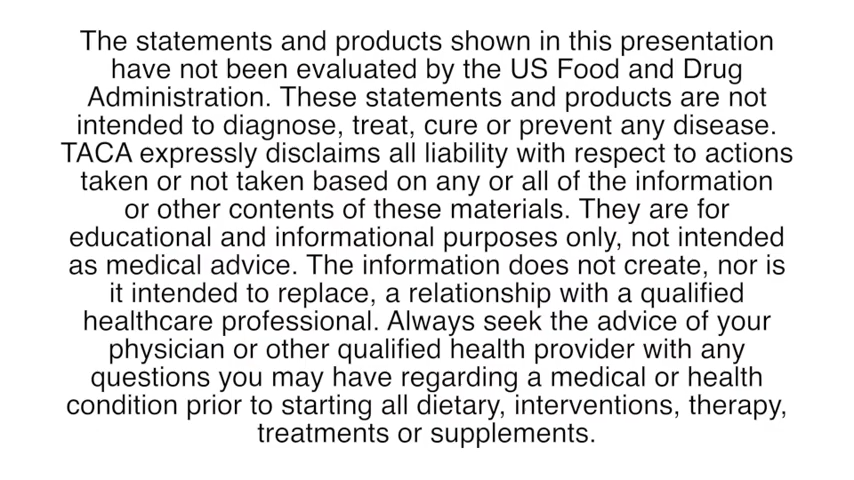 The statements and products shown in this presentation
have not been evaluated by the US Food and Drug
Administration. These statements and products are not
intended to diagnose, treat, cure or prevent any disease.
TACA expressly disclaims all liability with respect to actions
taken or not taken based on any or all of the information
or other contents of these materials. They are for
educational and informational purposes only, not intended
as medical advice. The information does not create, nor is
it intended to replace, a relationship with a qualified
healthcare professional. Always seek the advice of your
physician or other qualified health provider with any
questions you may have regarding a medical or health
condition prior to starting all dietary, interventions, therapy,
treatments or supplements.